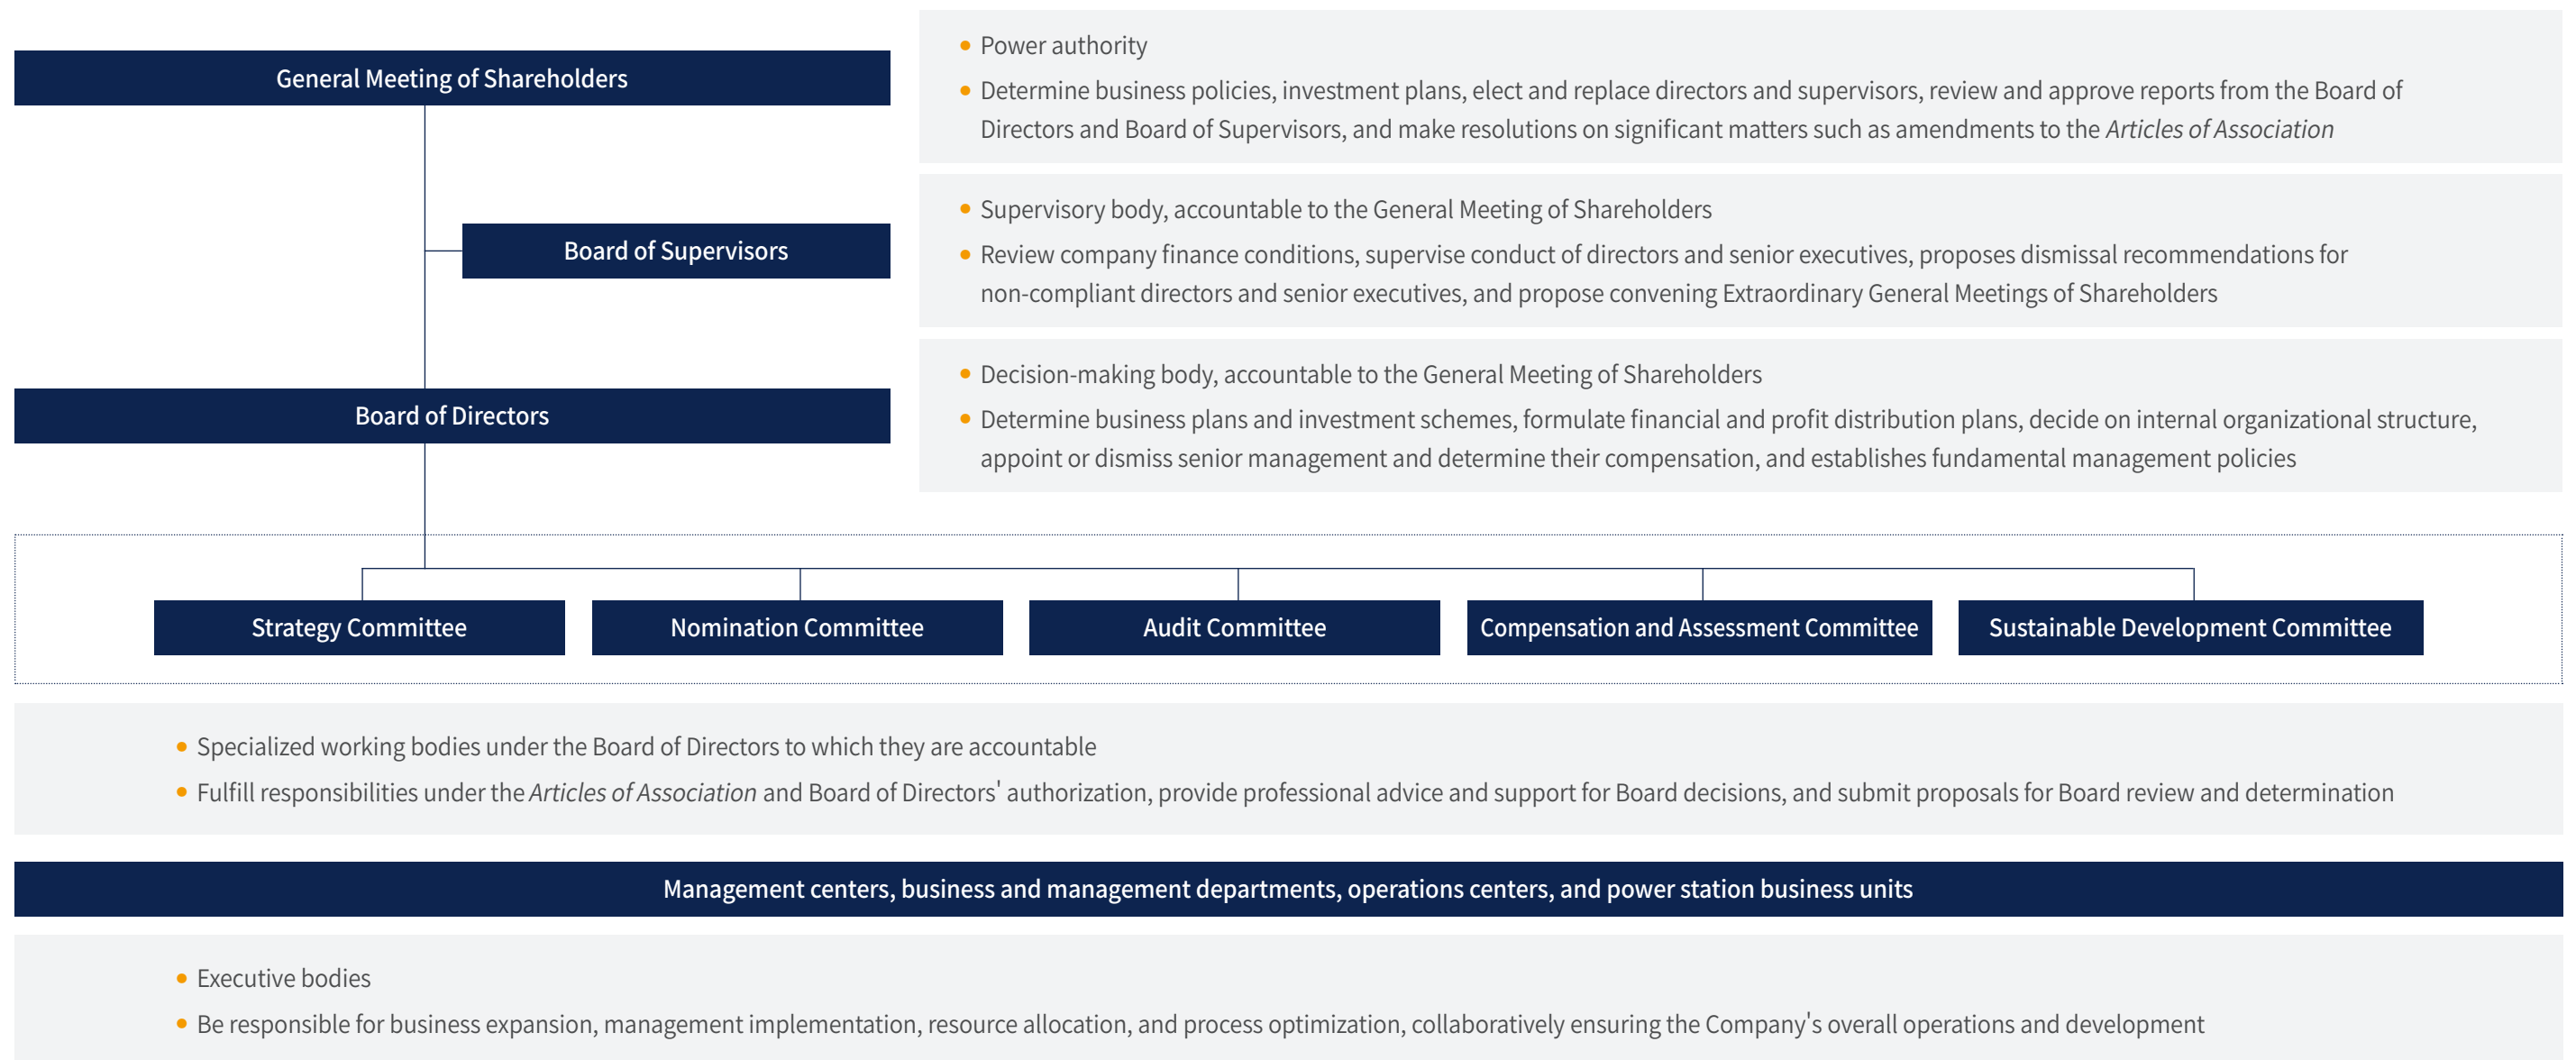 General Meeting of Shareholders
Power authority
Determine business policies, investment plans, elect and replace directors and supervisors, review and approve reports from the Board of
Directors and Board of Supervisors, and make resolutions on significant matters such as amendments to the Articles of Association
Board of Supervisors
Supervisory body, accountable to the General Meeting of Shareholders
Review company finance conditions, supervise conduct of directors and senior executives, proposes dismissal recommendations for
non-compliant directors and senior executives, and propose convening Extraordinary General Meetings of Shareholders
Board of Directors
Decision-making body, accountable to the General Meeting of Shareholders
Determine business plans and investment schemes, formulate financial and profit distribution plans, decide on internal organizational structure,
appoint or dismiss senior management and determine their compensation, and establishes fundamental management policies
Strategy Committee
Nomination Committee
Audit Committee
Compensation and Assessment Committee
Sustainable Development Committee
Specialized working bodies under the Board of Directors to which they are accountable
Fulfill responsibilities under the Articles of Association and Board of Directors' authorization, provide professional advice and support for Board decisions, and submit proposals for Board review and determination
Management centers, business and management departments, operations centers, and power station business units
Executive bodies
Be responsible for business expansion, management implementation, resource allocation, and process optimization, collaboratively ensuring the Company's overall operations and development